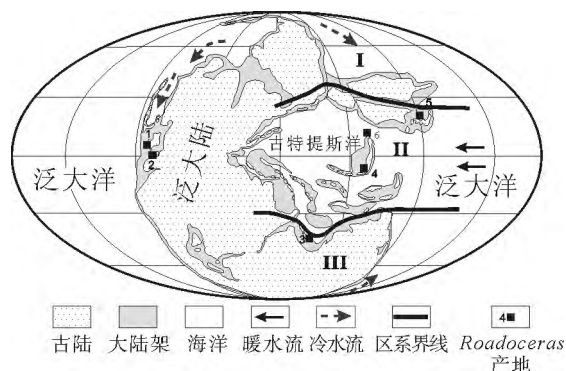 I
5
古特提斯洋
6
II
1
2
4
泛大洋
泛大陆
泛大洋
3
III
古陆
大陆架
海洋
暖水流
冷水流
区系界线
4
Roadoceras
产地